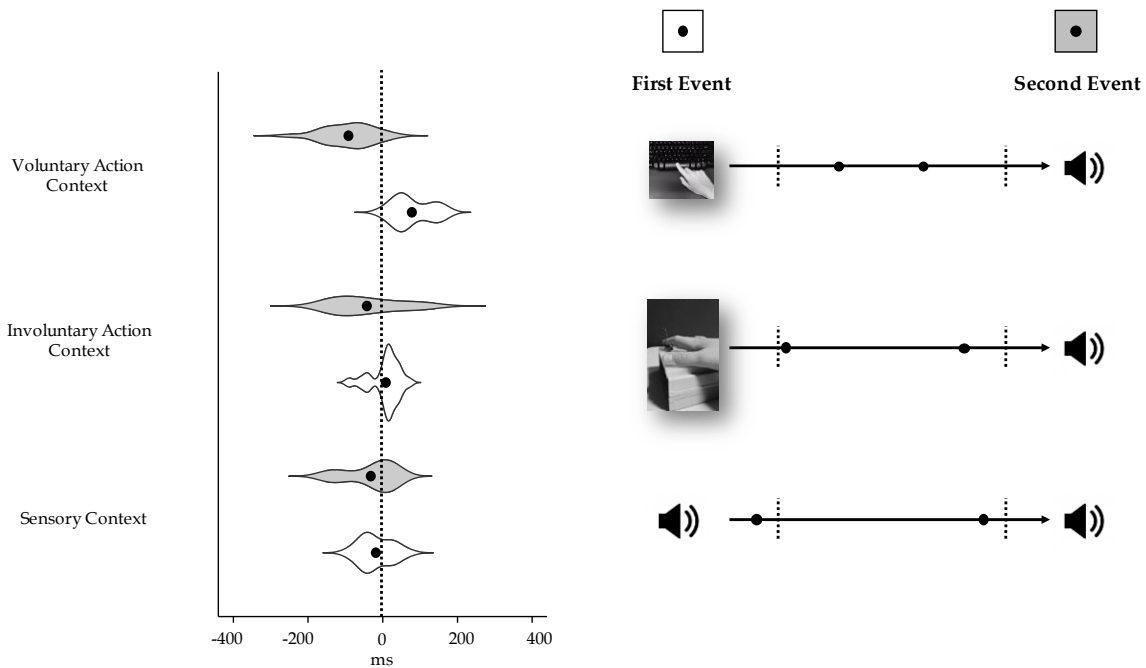 First Event
Second Event
Voluntary Action
Context
Involuntary Action
Context
Sensory Context
-400
-200
0
200
400
ms